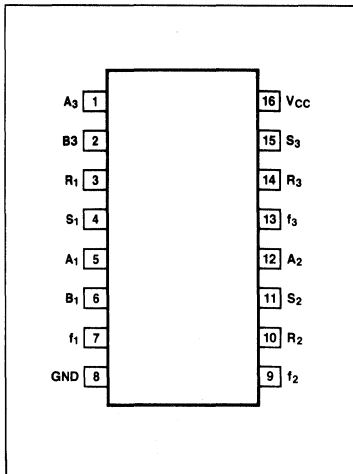 A3 1 16 VCC
B3 2 15 S3
R1 3 14 R3
S1 4 13 f3
A1 5 12 A2
B1 6 11 S2
f1 7 10 R2
GND 8 9 f2